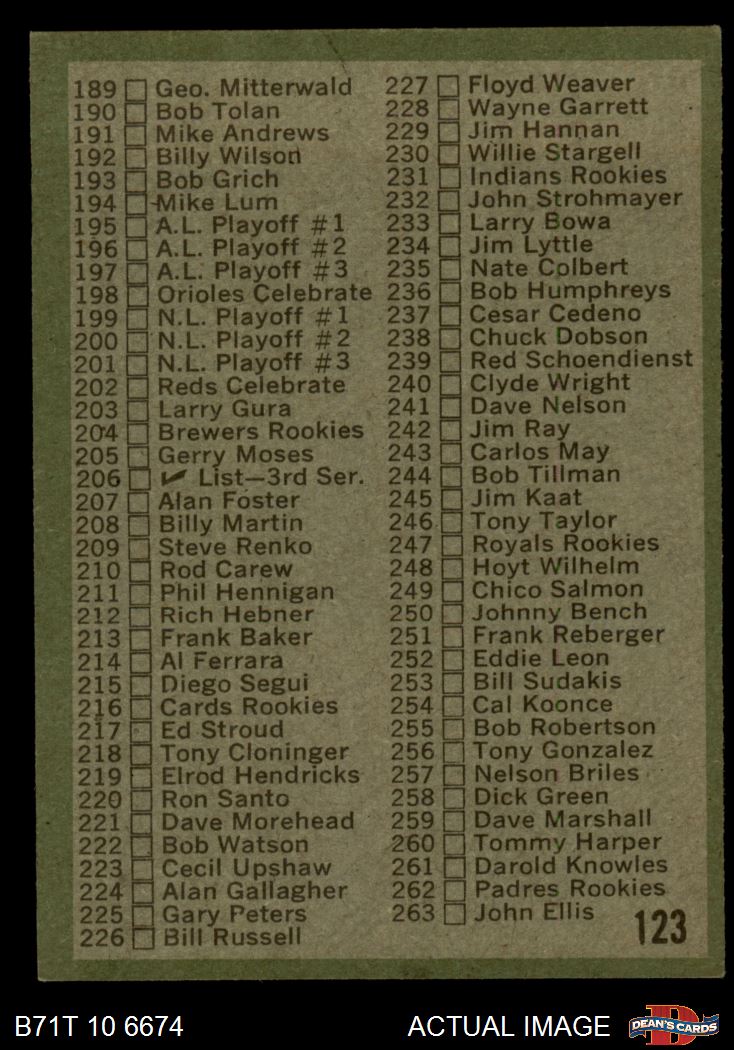 189 Geo. Mitterwald
190 Bob Tolan
191 Mike Andrews
192 Billy Wilson
193 Bob Grich
194 Mike Lum
195 A.L. Playoff #1
196 A.L. Playoff #2
197 A.L. Playoff #3
198 Orioles Celebrate
199 N.L. Playoff #1
200 N.L. Playoff #2
201 N.L. Playoff #3
202 Reds Celebrate
203 Larry Gura
204 Brewers Rookies
205 Gerry Moses
206 ✔ List—3rd Ser.
207 Alan Foster
208 Billy Martin
209 Steve Renko
210 Rod Carew
211 Phil Hennigan
212 Rich Hebner
213 Frank Baker
214 Al Ferrara
215 Diego Segui
216 Cards Rookies
217 Ed Stroud
218 Tony Cloninger
219 Elrod Hendricks
220 Ron Santo
221 Dave Morehead
222 Bob Watson
223 Cecil Upshaw
224 Alan Gallagher
225 Gary Peters
226 Bill Russell
227 Floyd Weaver
228 Wayne Garrett
229 Jim Hannan
230 Willie Stargell
231 Indians Rookies
232 John Strohmayer
233 Larry Bowa
234 Jim Lyttle
235 Nate Colbert
236 Bob Humphreys
237 Cesar Cedeno
238 Chuck Dobson
239 Red Schoendienst
240 Clyde Wright
241 Dave Nelson
242 Jim Ray
243 Carlos May
244 Bob Tillman
245 Jim Kaat
246 Tony Taylor
247 Royals Rookies
248 Hoyt Wilhelm
249 Chico Salmon
250 Johnny Bench
251 Frank Reberger
252 Eddie Leon
253 Bill Sudakis
254 Cal Koonce
255 Bob Robertson
256 Tony Gonzalez
257 Nelson Briles
258 Dick Green
259 Dave Marshall
260 Tommy Harper
261 Darold Knowles
262 Padres Rookies
263 John Ellis
123
B71T 10 6674
ACTUAL IMAGE
D
DEAN'S CARDS